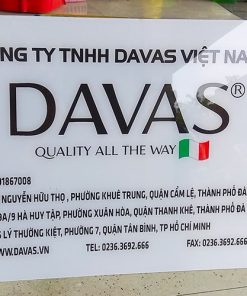 NG TY TNHH DAVAS VIỆT NA
DAVAS®
QUALITY ALL THE WAY
01867008
NGUYỄN HỮU THỌ, PHƯỜNG KHUÊ TRUNG, QUẬN CẨM LỆ, THÀNH PHỐ ĐÀ
9A/9 HÀ HUY TẬP, PHƯỜNG XUÂN HÒA, QUẬN THANH KHÊ, THÀNH PHỐ ĐÀ
LÝ THƯỜNG KIỆT, PHƯỜNG 7, QUẬN TÂN BÌNH, TP HỒ CHÍ MINH
WWW.DAVAS.VN TEL: 0236.3692.666 FAX: 0236.3692.666